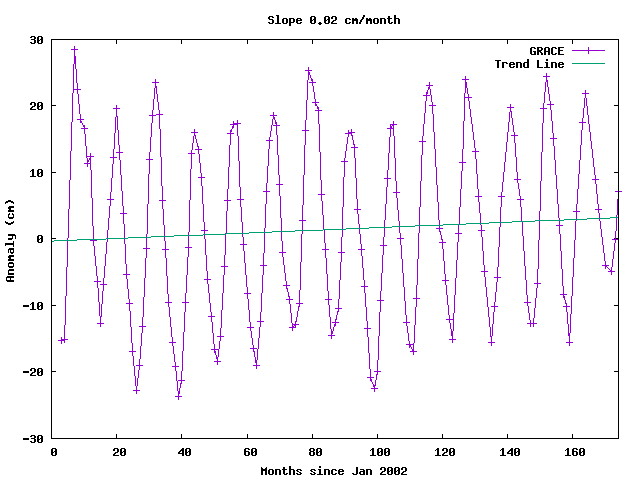 Slope 0.02 cm/month
GRACE
Trend Line
Anomaly (cm)
30
20
10
0
-10
-20
-30
0 20 40 60 80 100 120 140 160
Months since Jan 2002